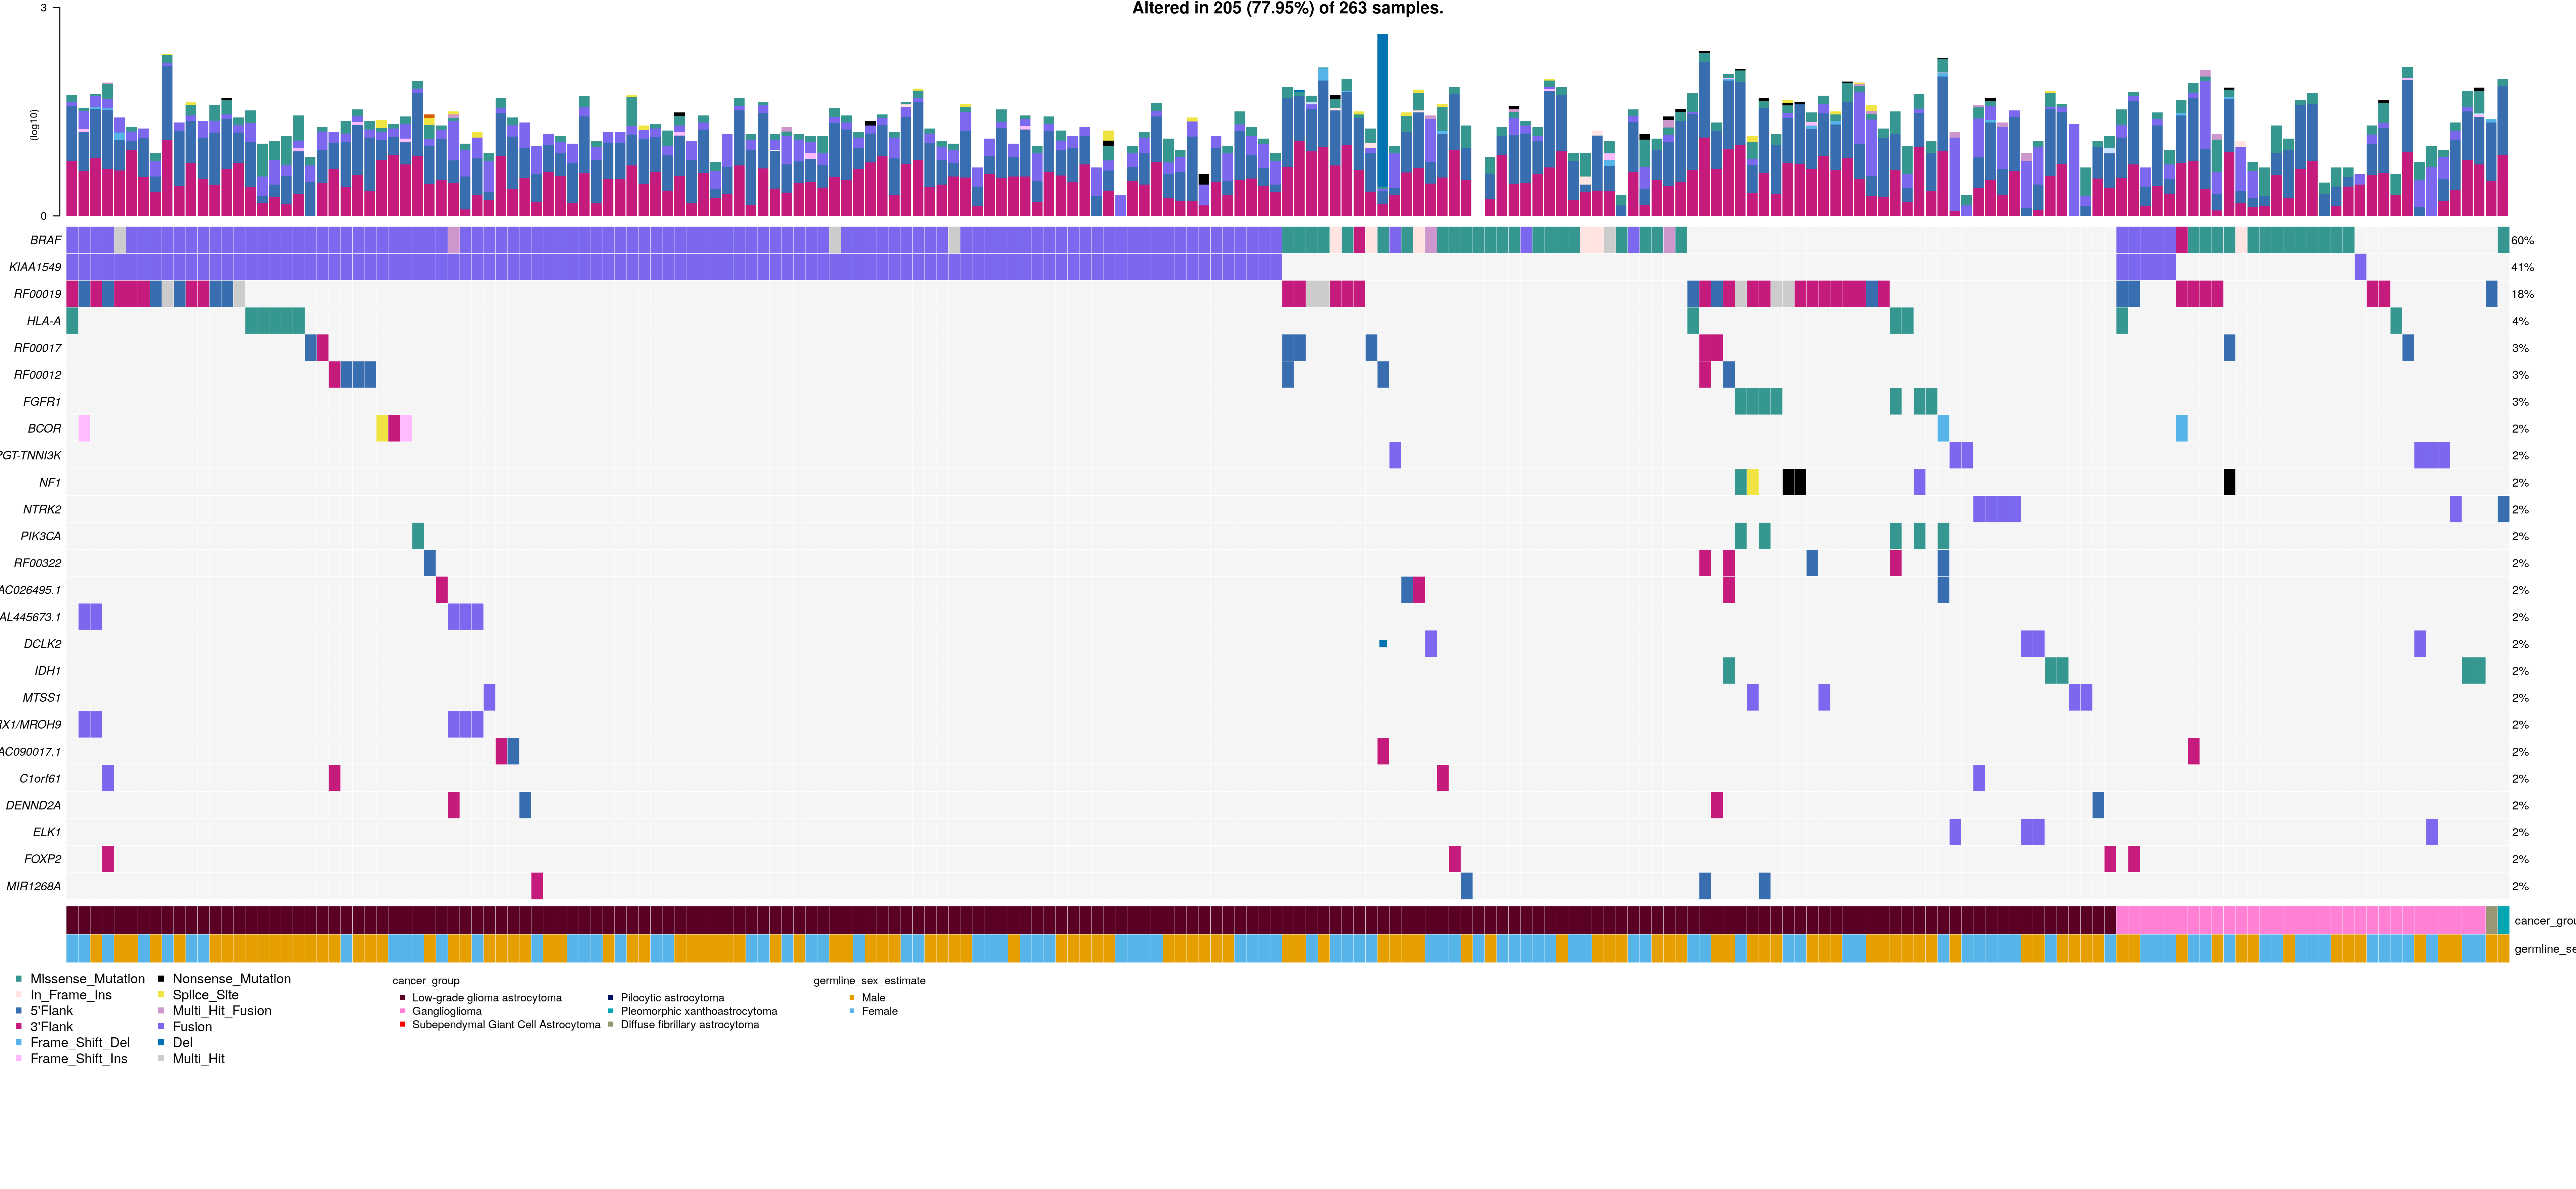 Altered in 205 (77.95%) of 263 samples.
3
(log10)
0
BRAF 60%
KIAA1549 41%
RF00019 18%
HLA-A 4%
RF00017 3%
RF00012 3%
FGFR1 3%
BCOR 2%
PGT-TNNI3K 2%
NF1 2%
NTRK2 2%
PIK3CA 2%
RF00322 2%
AC026495.1 2%
AL445673.1 2%
DCLK2 2%
IDH1 2%
MTSS1 2%
RX1/MROH9 2%
AC090017.1 2%
C1orf61 2%
DENND2A 2%
ELK1 2%
FOXP2 2%
MIR1268A 2%
cancer_grou
germline_se
Missense_Mutation
In_Frame_Ins
5'Flank
3'Flank
Frame_Shift_Del
Frame_Shift_Ins
Nonsense_Mutation
Splice_Site
Multi_Hit_Fusion
Fusion
Del
Multi_Hit
cancer_group
Low-grade glioma astrocytoma
Ganglioglioma
Subependymal Giant Cell Astrocytoma
Pilocytic astrocytoma
Pleomorphic xanthoastrocytoma
Diffuse fibrillary astrocytoma
germline_sex_estimate
Male
Female